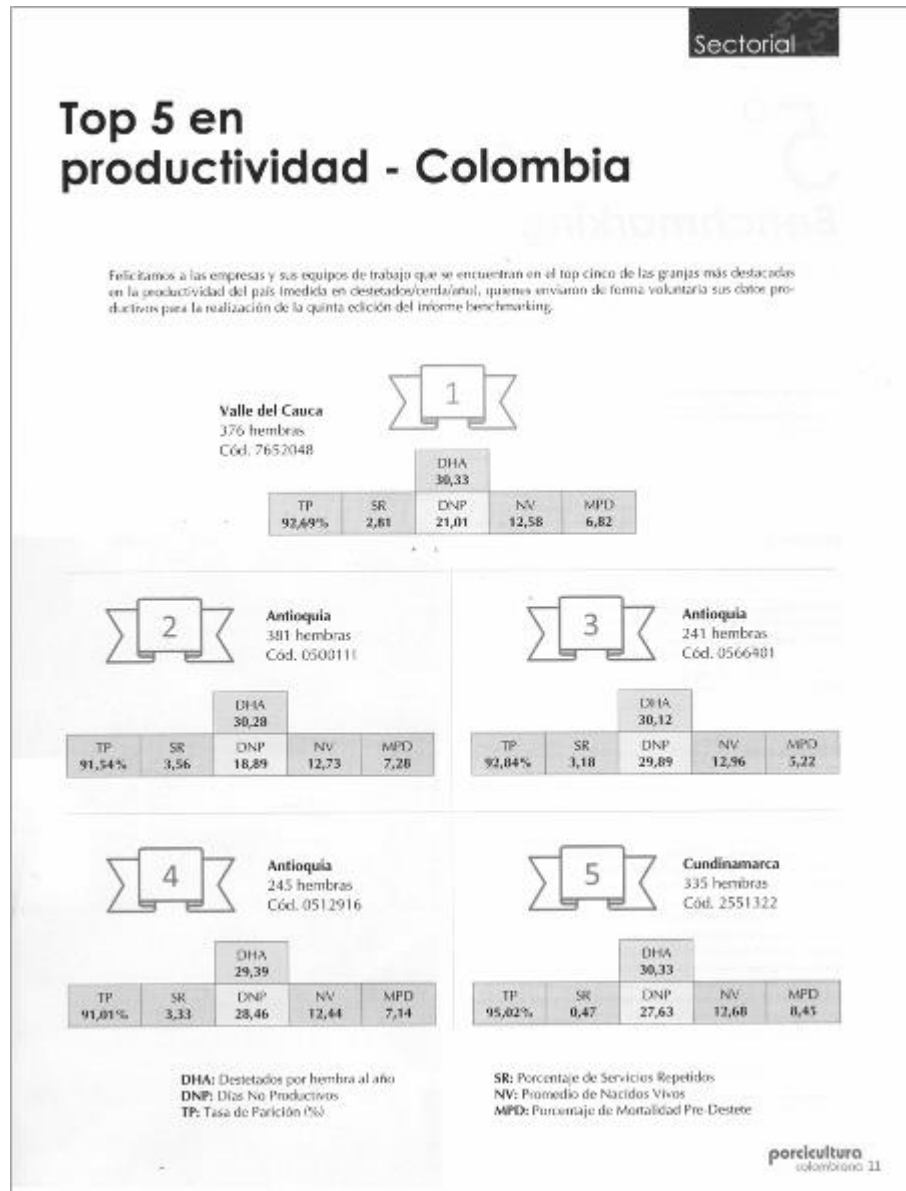 Sectorial
Top 5 en
productividad - Colombia
Felicitamos a las empresas y sus equipos de trabajo que se encuentran en el top cinco de las granjas más destacadas
en la productividad del país (medida en destetados/cerda/año), quienes enviaron de forma voluntaria sus datos pro-
ductivos para la realización de la quinta edición del informe benchmarking.
1
Valle del Cauca
376 hembras
Cód. 7652048
DHA
30,33
TP SR DNP NV MPD
92,69% 2,81 21,01 12,58 6,82
2
Antioquia
381 hembras
Cód. 0500111
DHA
30,28
TP SR DNP NV MPD
91,54% 3,56 18,89 12,73 7,28
3
Antioquia
241 hembras
Cód. 0566401
DHA
30,12
TP SR DNP NV MPD
92,84% 3,18 29,89 12,96 5,22
4
Antioquia
245 hembras
Cód. 0512916
DHA
29,39
TP SR DNP NV MPD
91,01% 3,33 28,46 12,44 7,14
5
Cundinamarca
335 hembras
Cód. 2551322
DHA
30,33
TP SR DNP NV MPD
95,02% 0,47 27,63 12,68 8,45
DHA: Destetados por hembra al año
DNP: Días No Productivos
TP: Tasa de Parición (%)
SR: Porcentaje de Servicios Repetidos
NV: Promedio de Nacidos Vivos
MPD: Porcentaje de Mortalidad Pre-Destete
porcicultura
colombiana 11